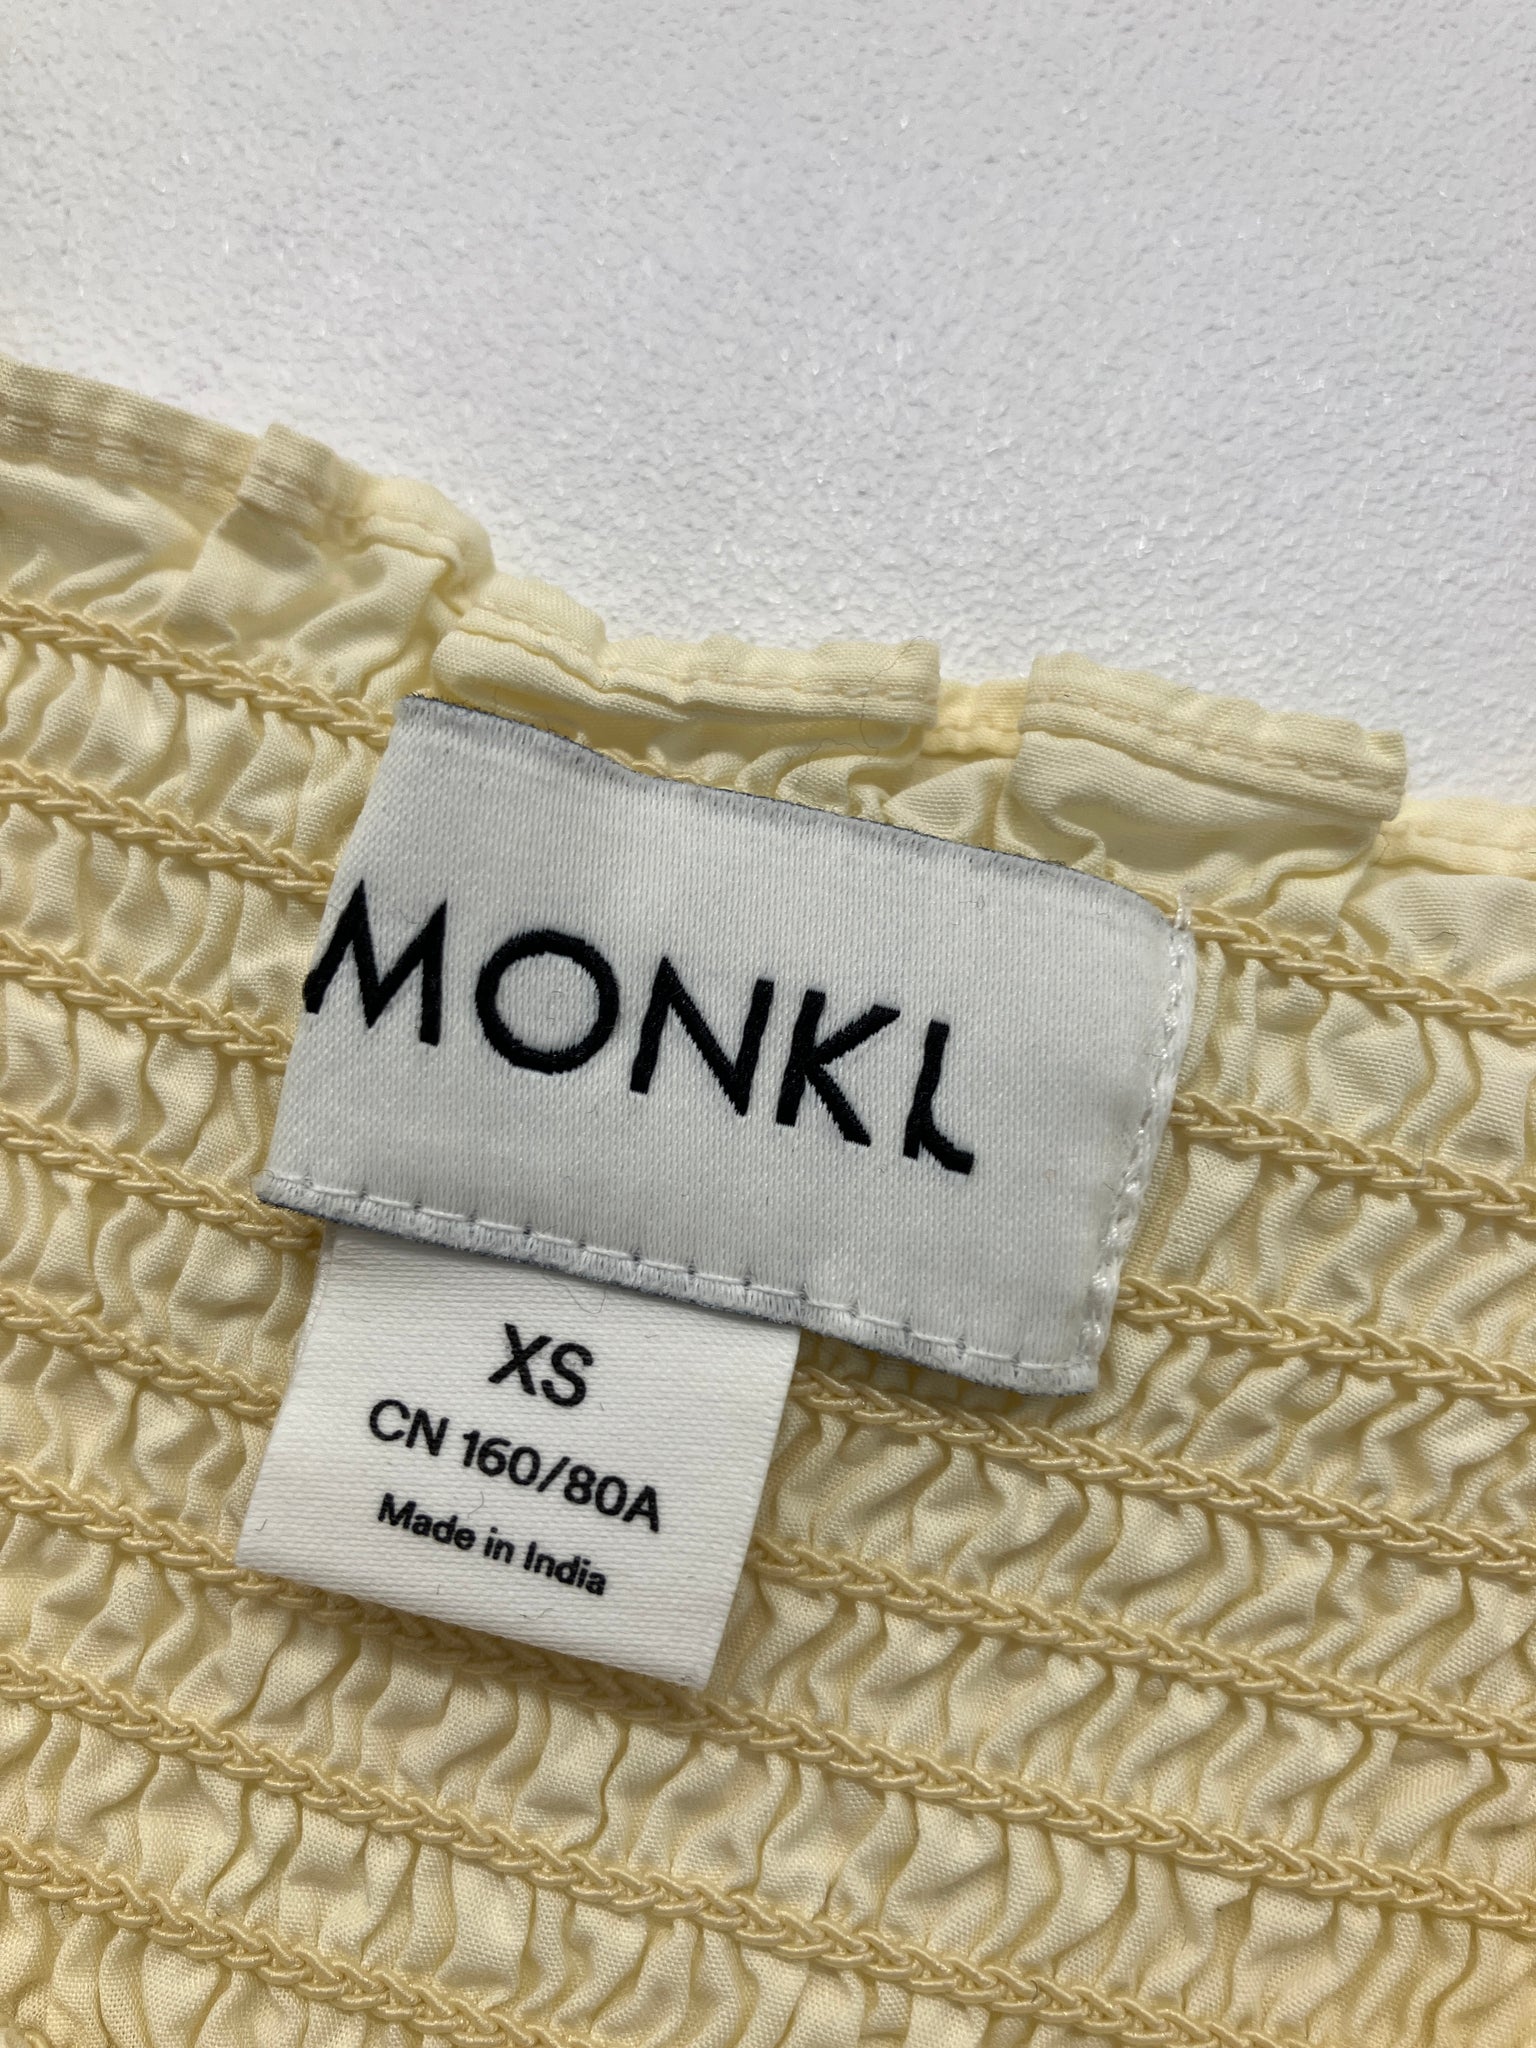 MONKI
XS
CN 160/80A
Made in India